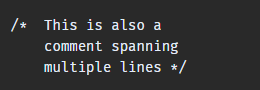 /*  This is also a
    comment spanning
    multiple lines */